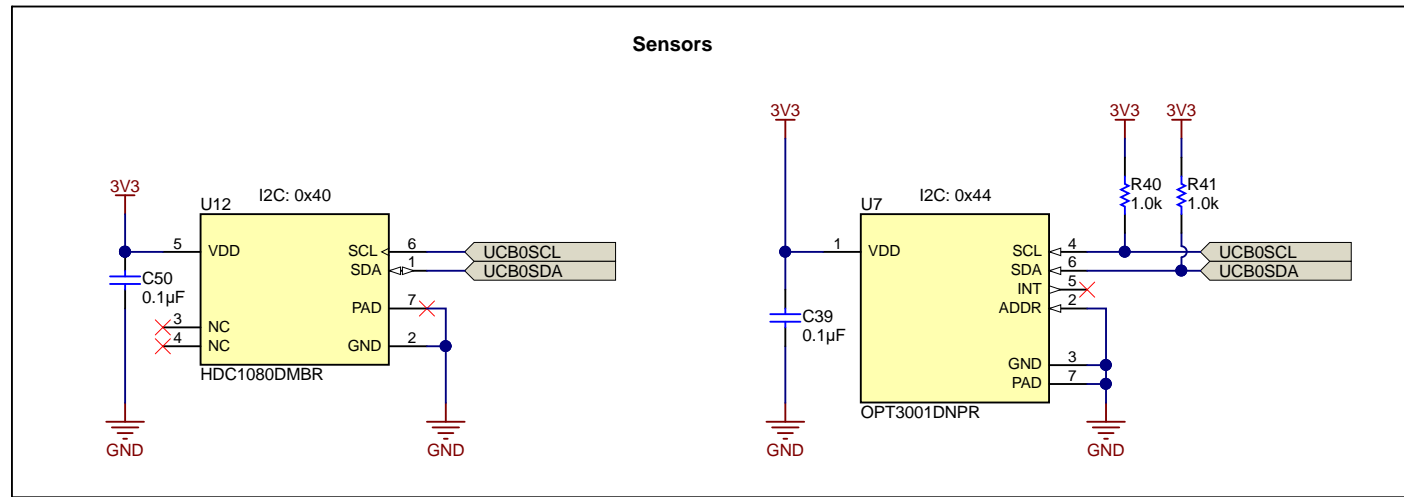 Sensors
3V3
U12
I2C: 0x40
5
VDD
SCL
6
UCB0SCL
SDA
1
UCB0SDA
C50
0.1µF
PAD
7
3
NC
4
NC
GND
2
HDC1080DMBR
GND
GND
3V3
3V3
3V3
R40
1.0k
R41
1.0k
U7
I2C: 0x44
1
VDD
SCL
4
UCB0SCL
SDA
6
UCB0SDA
INT
5
ADDR
2
C39
0.1µF
GND
3
PAD
7
OPT3001DNPR
GND
GND